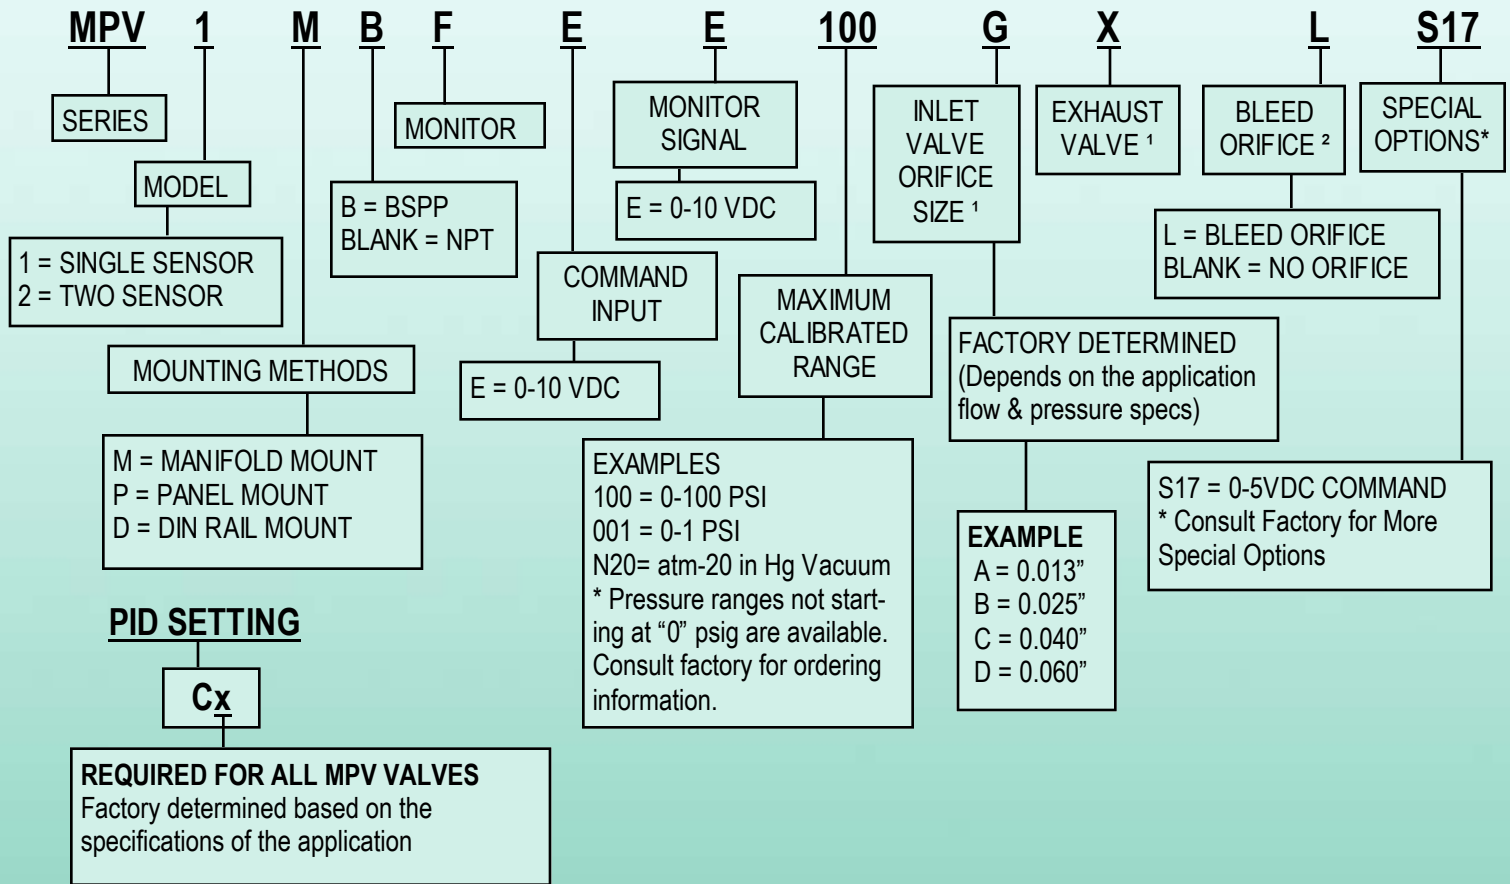 MPV 1 M B F E E 100 G X L S17
SERIES
MODEL
1 = SINGLE SENSOR
2 = TWO SENSOR
MOUNTING METHODS
M = MANIFOLD MOUNT
P = PANEL MOUNT
D = DIN RAIL MOUNT
B = BSPP
BLANK = NPT
MONITOR
COMMAND
INPUT
E = 0-10 VDC
MONITOR
SIGNAL
E = 0-10 VDC
MAXIMUM
CALIBRATED
RANGE
EXAMPLES
100 = 0-100 PSI
001 = 0-1 PSI
N20= atm-20 in Hg Vacuum
* Pressure ranges not start-
ing at “0” psig are available.
Consult factory for ordering
information.
INLET
VALVE
ORIFICE
SIZE ¹
FACTORY DETERMINED
(Depends on the application
flow & pressure specs)
EXAMPLE
A = 0.013”
B = 0.025”
C = 0.040”
D = 0.060”
EXHAUST
VALVE ¹
BLEED
ORIFICE ²
L = BLEED ORIFICE
BLANK = NO ORIFICE
SPECIAL
OPTIONS*
S17 = 0-5VDC COMMAND
* Consult Factory for More
Special Options
PID SETTING
Cx
REQUIRED FOR ALL MPV VALVES
Factory determined based on the
specifications of the application